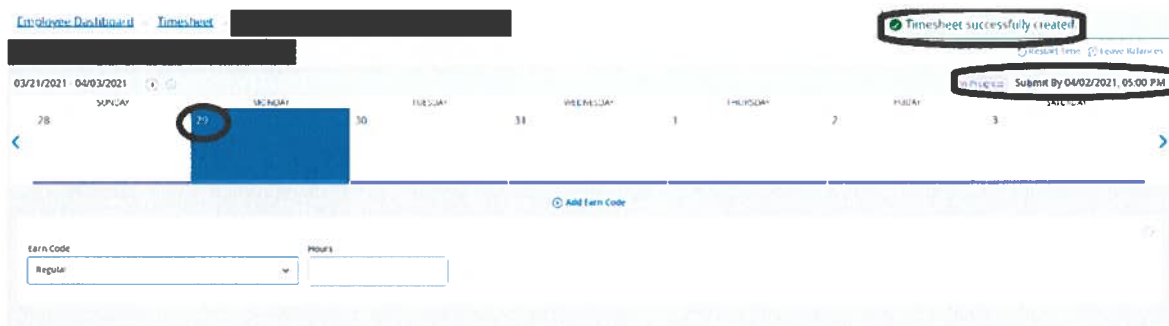 Employee Dashboard Timesheet
Timesheet successfully created
Restart Time Leave Balances
03/21/2021 - 04/03/2021
In Progress Submit By 04/02/2021, 05:00 PM
SUNDAY MONDAY TUESDAY WEDNESDAY THURSDAY FRIDAY SATURDAY
28 29 30 31 1 2 3
Add Earn Code
Earn Code Hours
Regular